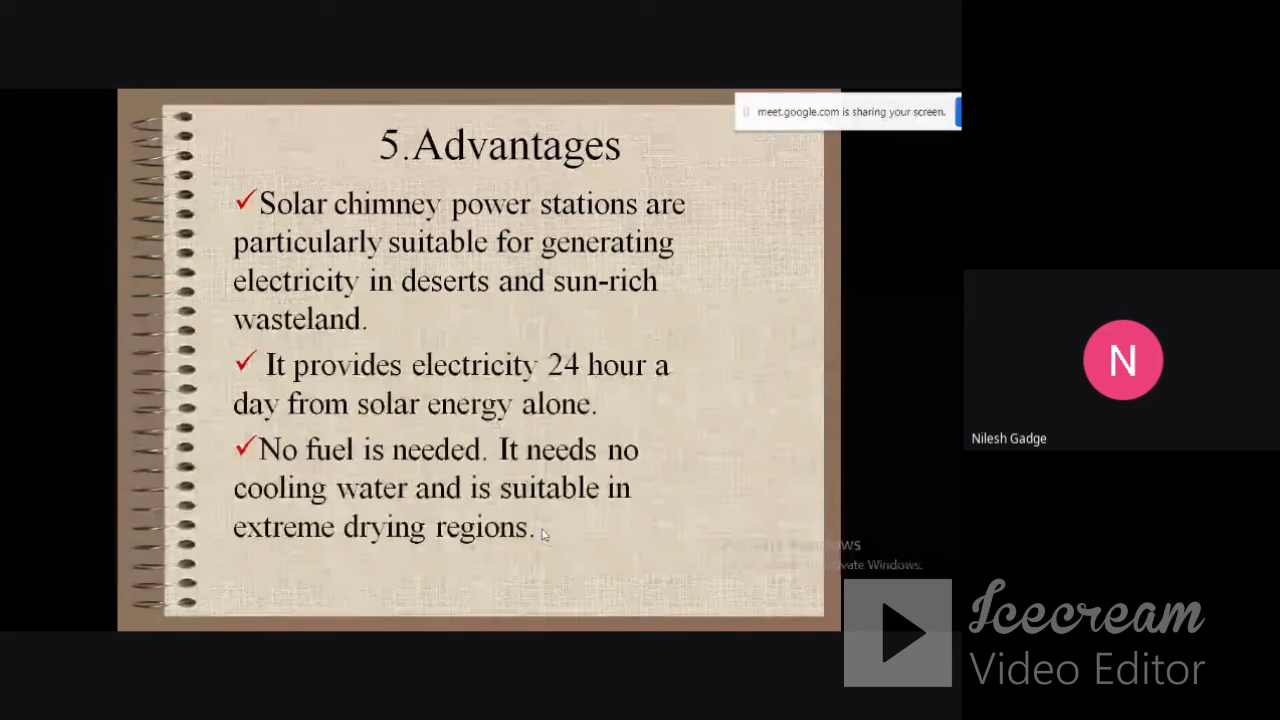 meet.google.com is sharing your screen.
5.Advantages
✓Solar chimney power stations are
particularly suitable for generating
electricity in deserts and sun-rich
wasteland.
✓ It provides electricity 24 hour a
day from solar energy alone.
✓No fuel is needed. It needs no
cooling water and is suitable in
extreme drying regions.
N
Nilesh Gadge
Windows.
Icecream
Video Editor